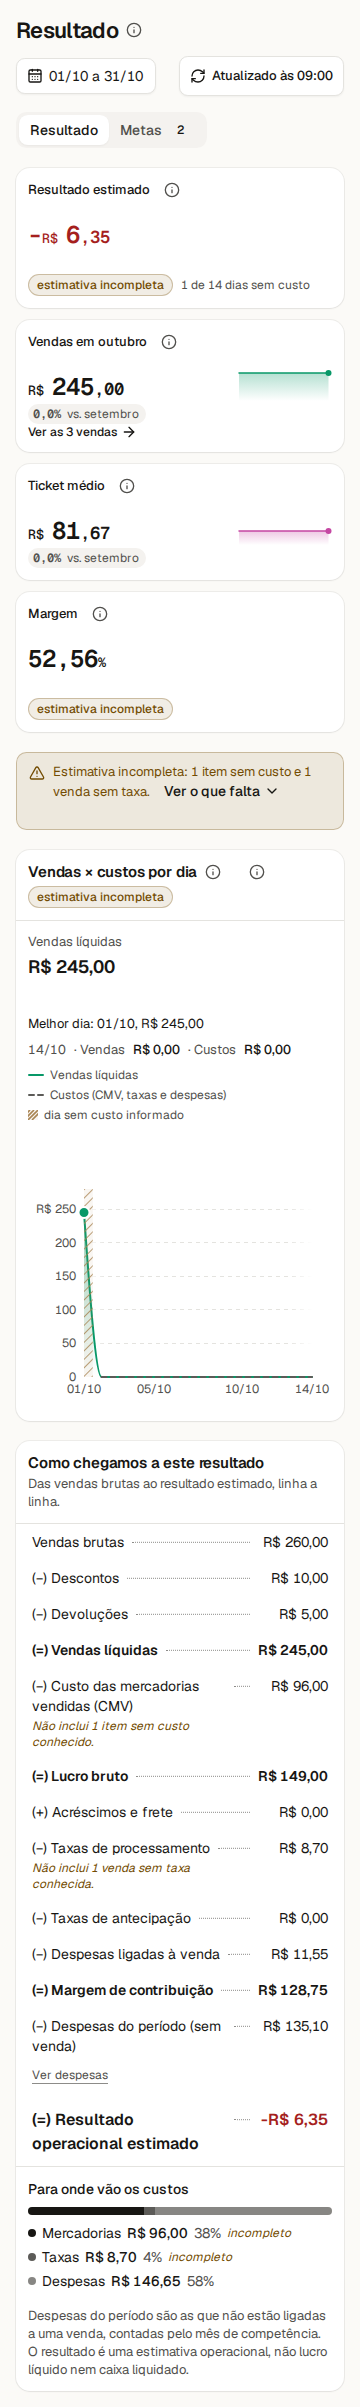 Resultado
01/10 a 31/10
Atualizado às 09:00
Resultado
Metas 2
Resultado estimado
-R$ 6,35
estimativa incompleta 1 de 14 dias sem custo
Vendas em outubro
R$ 245,00
0,0% vs. setembro
Ver as 3 vendas →
Ticket médio
R$ 81,67
0,0% vs. setembro
Margem
52,56%
estimativa incompleta
Estimativa incompleta: 1 item sem custo e 1
venda sem taxa. Ver o que falta
Vendas × custos por dia
estimativa incompleta
Vendas líquidas
R$ 245,00
Melhor dia: 01/10, R$ 245,00
14/10 · Vendas R$ 0,00 · Custos R$ 0,00
Vendas líquidas
Custos (CMV, taxas e despesas)
dia sem custo informado
R$ 250
200
150
100
50
0
01/10 05/10 10/10 14/10
Como chegamos a este resultado
Das vendas brutas ao resultado estimado, linha a
linha.
Vendas brutas R$ 260,00
(−) Descontos R$ 10,00
(−) Devoluções R$ 5,00
(=) Vendas líquidas R$ 245,00
(−) Custo das mercadorias R$ 96,00
vendidas (CMV)
Não inclui 1 item sem custo
conhecido.
(=) Lucro bruto R$ 149,00
(+) Acréscimos e frete R$ 0,00
(−) Taxas de processamento R$ 8,70
Não inclui 1 venda sem taxa
conhecida.
(−) Taxas de antecipação R$ 0,00
(−) Despesas ligadas à venda R$ 11,55
(=) Margem de contribuição R$ 128,75
(−) Despesas do período (sem R$ 135,10
venda)
Ver despesas
(=) Resultado -R$ 6,35
operacional estimado
Para onde vão os custos
Mercadorias R$ 96,00 38% incompleto
Taxas R$ 8,70 4% incompleto
Despesas R$ 146,65 58%
Despesas do período são as que não estão ligadas
a uma venda, contadas pelo mês de competência.
O resultado é uma estimativa operacional, não lucro
líquido nem caixa liquidado.